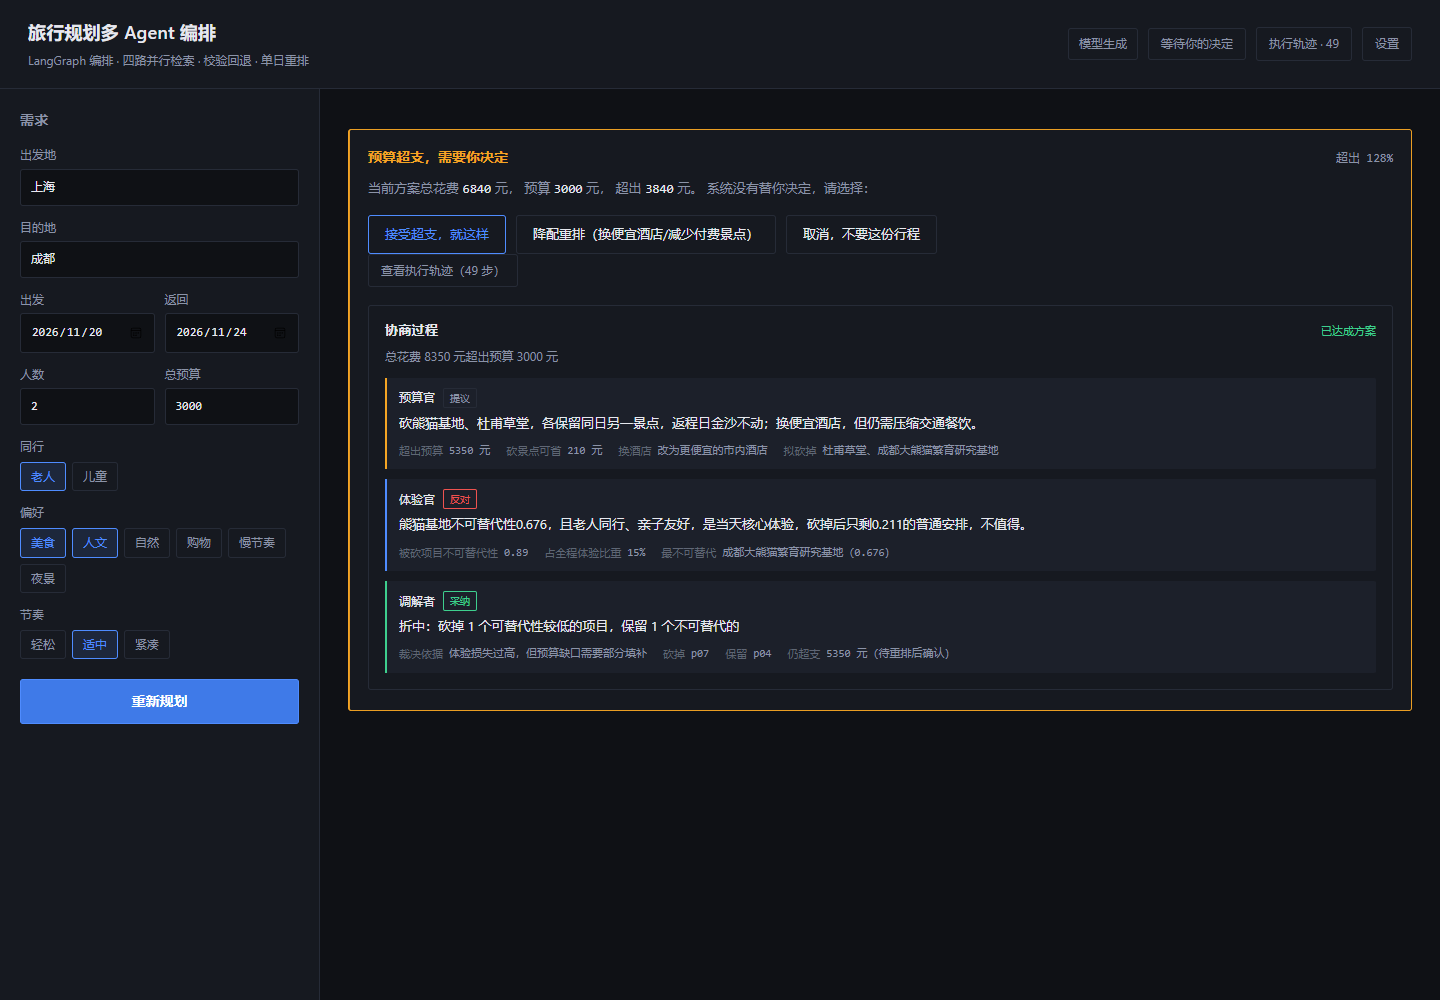 旅行规划多 Agent 编排
LangGraph 编排 · 四路并行检索 · 校验回退 · 单日重排
模型生成
等待你的决定
执行轨迹 · 49
设置
需求
出发地
上海
目的地
成都
出发 返回
2026/11/20 2026/11/24
人数 总预算
2 3000
同行
老人 儿童
偏好
美食 人文 自然 购物 慢节奏
夜景
节奏
轻松 适中 紧凑
重新规划
预算超支，需要你决定 超出 128%
当前方案总花费 6840 元， 预算 3000 元， 超出 3840 元。 系统没有替你决定，请选择：
接受超支，就这样 降配重排（换便宜酒店/减少付费景点） 取消，不要这份行程
查看执行轨迹（49 步）
协商过程 已达成方案
总花费 8350 元超出预算 3000 元
预算官 提议
砍熊猫基地、杜甫草堂，各保留同日另一景点，返程日金沙不动；换便宜酒店，但仍需压缩交通餐饮。
超出预算 5350 元 砍景点可省 210 元 换酒店 改为更便宜的市内酒店 拟砍掉 杜甫草堂、成都大熊猫繁育研究基地
体验官 反对
熊猫基地不可替代性0.676，且老人同行、亲子友好，是当天核心体验，砍掉后只剩0.211的普通安排，不值得。
被砍项目不可替代性 0.89 占全程体验比重 15% 最不可替代 成都大熊猫繁育研究基地（0.676）
调解者 采纳
折中：砍掉 1 个可替代性较低的项目，保留 1 个不可替代的
裁决依据 体验损失过高，但预算缺口需要部分填补 砍掉 p07 保留 p04 仍超支 5350 元（待重排后确认）